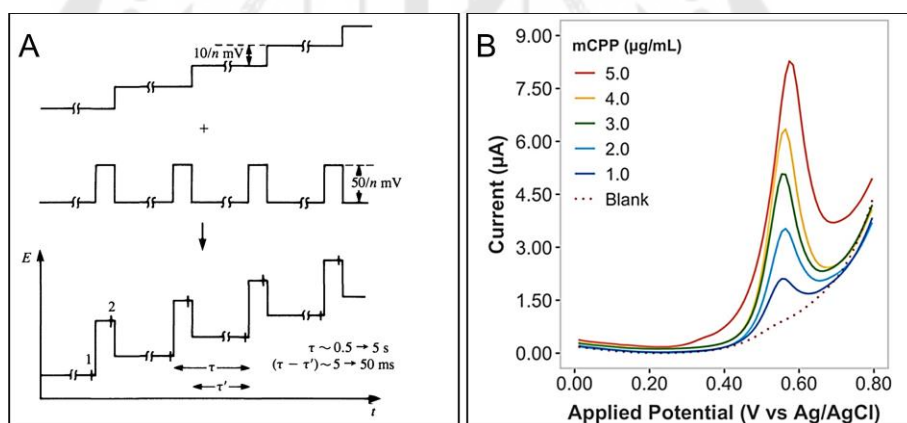 A
10/n mV
+
50/n mV
E
2
1
τ ~ 0.5 → 5 s
(τ − τ′) ~ 5 → 50 ms
τ
τ′
t
B
9.00
7.50
6.00
4.50
3.00
1.50
0.00
Current (µA)
mCPP (µg/mL)
5.0
4.0
3.0
2.0
1.0
Blank
0.00 0.20 0.40 0.60 0.80
Applied Potential (V vs Ag/AgCl)